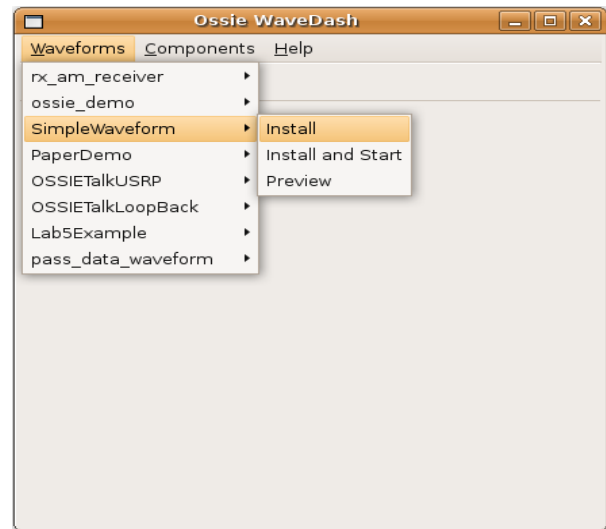 Ossie WaveDash
Waveforms Components Help
rx_am_receiver
ossie_demo
SimpleWaveform
Install
PaperDemo
Install and Start
OSSIETalkUSRP
Preview
OSSIETalkLoopBack
Lab5Example
pass_data_waveform